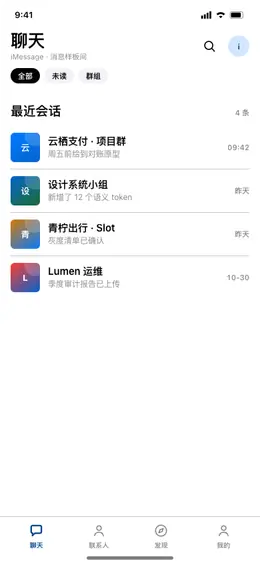 9:41
聊天
iMessage · 消息样板间
i
全部 未读 群组
最近会话 4 条
云 云栖支付 · 项目群 09:42
周五前给到对账原型
设 设计系统小组 昨天
新增了 12 个语义 token
青 青柠出行 · Slot 昨天
灰度清单已确认
L Lumen 运维 10-30
季度审计报告已上传
聊天 联系人 发现 我的